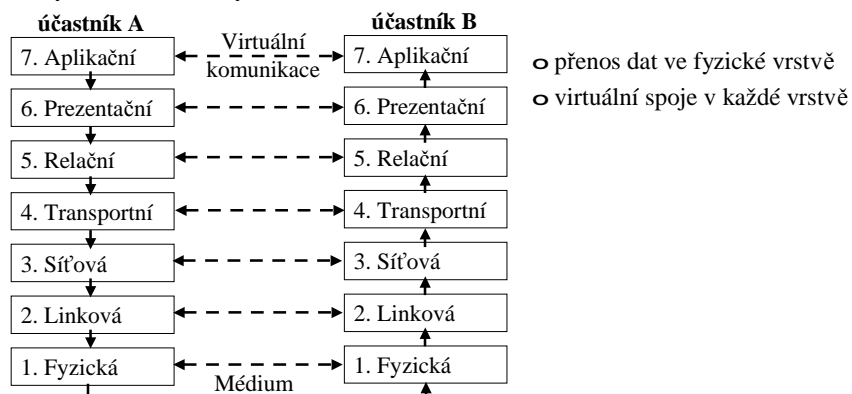 účastník A účastník B
Virtuální
komunikace
7. Aplikační 7. Aplikační
6. Prezentační 6. Prezentační
5. Relační 5. Relační
4. Transportní 4. Transportní
3. Síťová 3. Síťová
2. Linková 2. Linková
1. Fyzická 1. Fyzická
Médium
o přenos dat ve fyzické vrstvě
o virtuální spoje v každé vrstvě